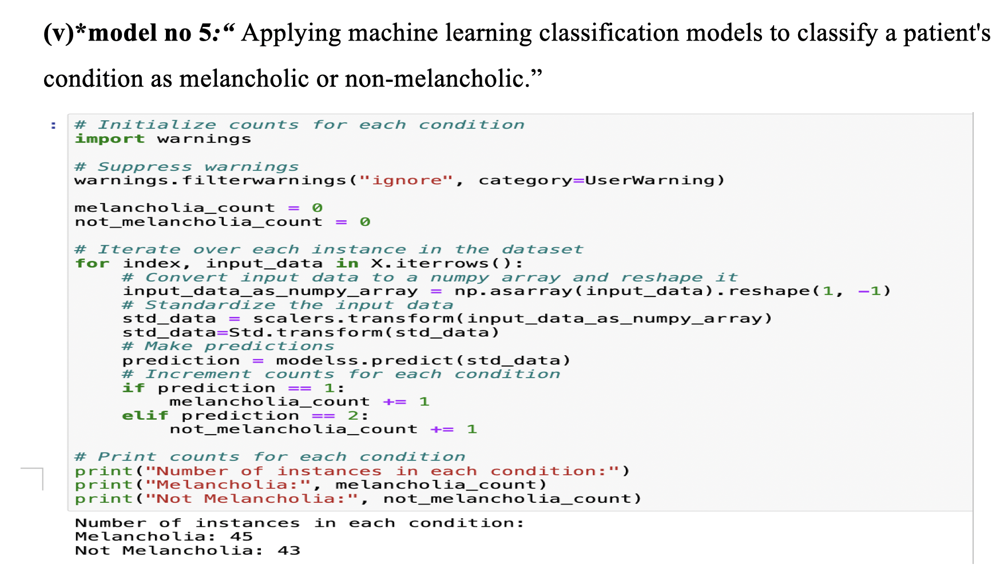 (v)*model no 5:“ Applying machine learning classification models to classify a patient's
condition as melancholic or non-melancholic.”
: # Initialize counts for each condition
import warnings
# Suppress warnings
warnings.filterwarnings("ignore", category=UserWarning)
melancholia_count = 0
not_melancholia_count = 0
# Iterate over each instance in the dataset
for index, input_data in X.iterrows():
    # Convert input data to a numpy array and reshape it
    input_data_as_numpy_array = np.asarray(input_data).reshape(1, -1)
    # Standardize the input data
    std_data = scalers.transform(input_data_as_numpy_array)
    std_data=Std.transform(std_data)
    # Make predictions
    prediction = modelss.predict(std_data)
    # Increment counts for each condition
    if prediction == 1:
        melancholia_count += 1
    elif prediction == 2:
        not_melancholia_count += 1
# Print counts for each condition
print("Number of instances in each condition:")
print("Melancholia:", melancholia_count)
print("Not Melancholia:", not_melancholia_count)
Number of instances in each condition:
Melancholia: 45
Not Melancholia: 43